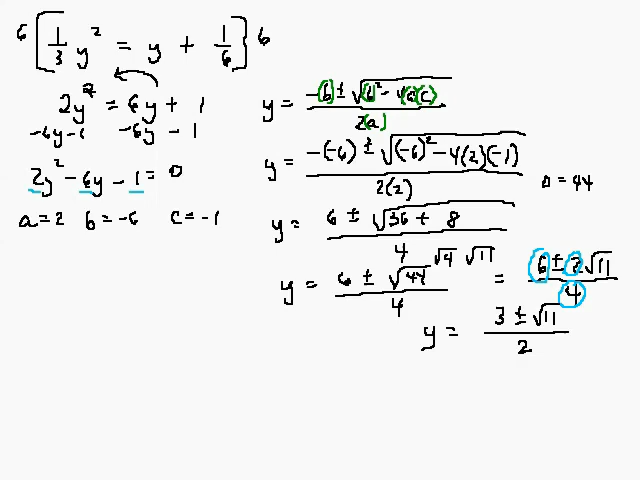 6 [ 1/3 y² = y + 1/6 ] 6
2y² = 6y + 1
-6y-1 -6y - 1
2y² - 6y - 1 = 0
a = 2 b = -6 c = -1
y = -(b) ± √((b)² - 4(a)(c)) / 2(a)
y = -(-6) ± √((-6)² - 4(2)(-1)) / 2(2)
D = 44
y = 6 ± √(36 + 8) / 4
√4 √11
y = 6 ± √44 / 4 = 6 ± 2√11 / 4
y = 3 ± √11 / 2